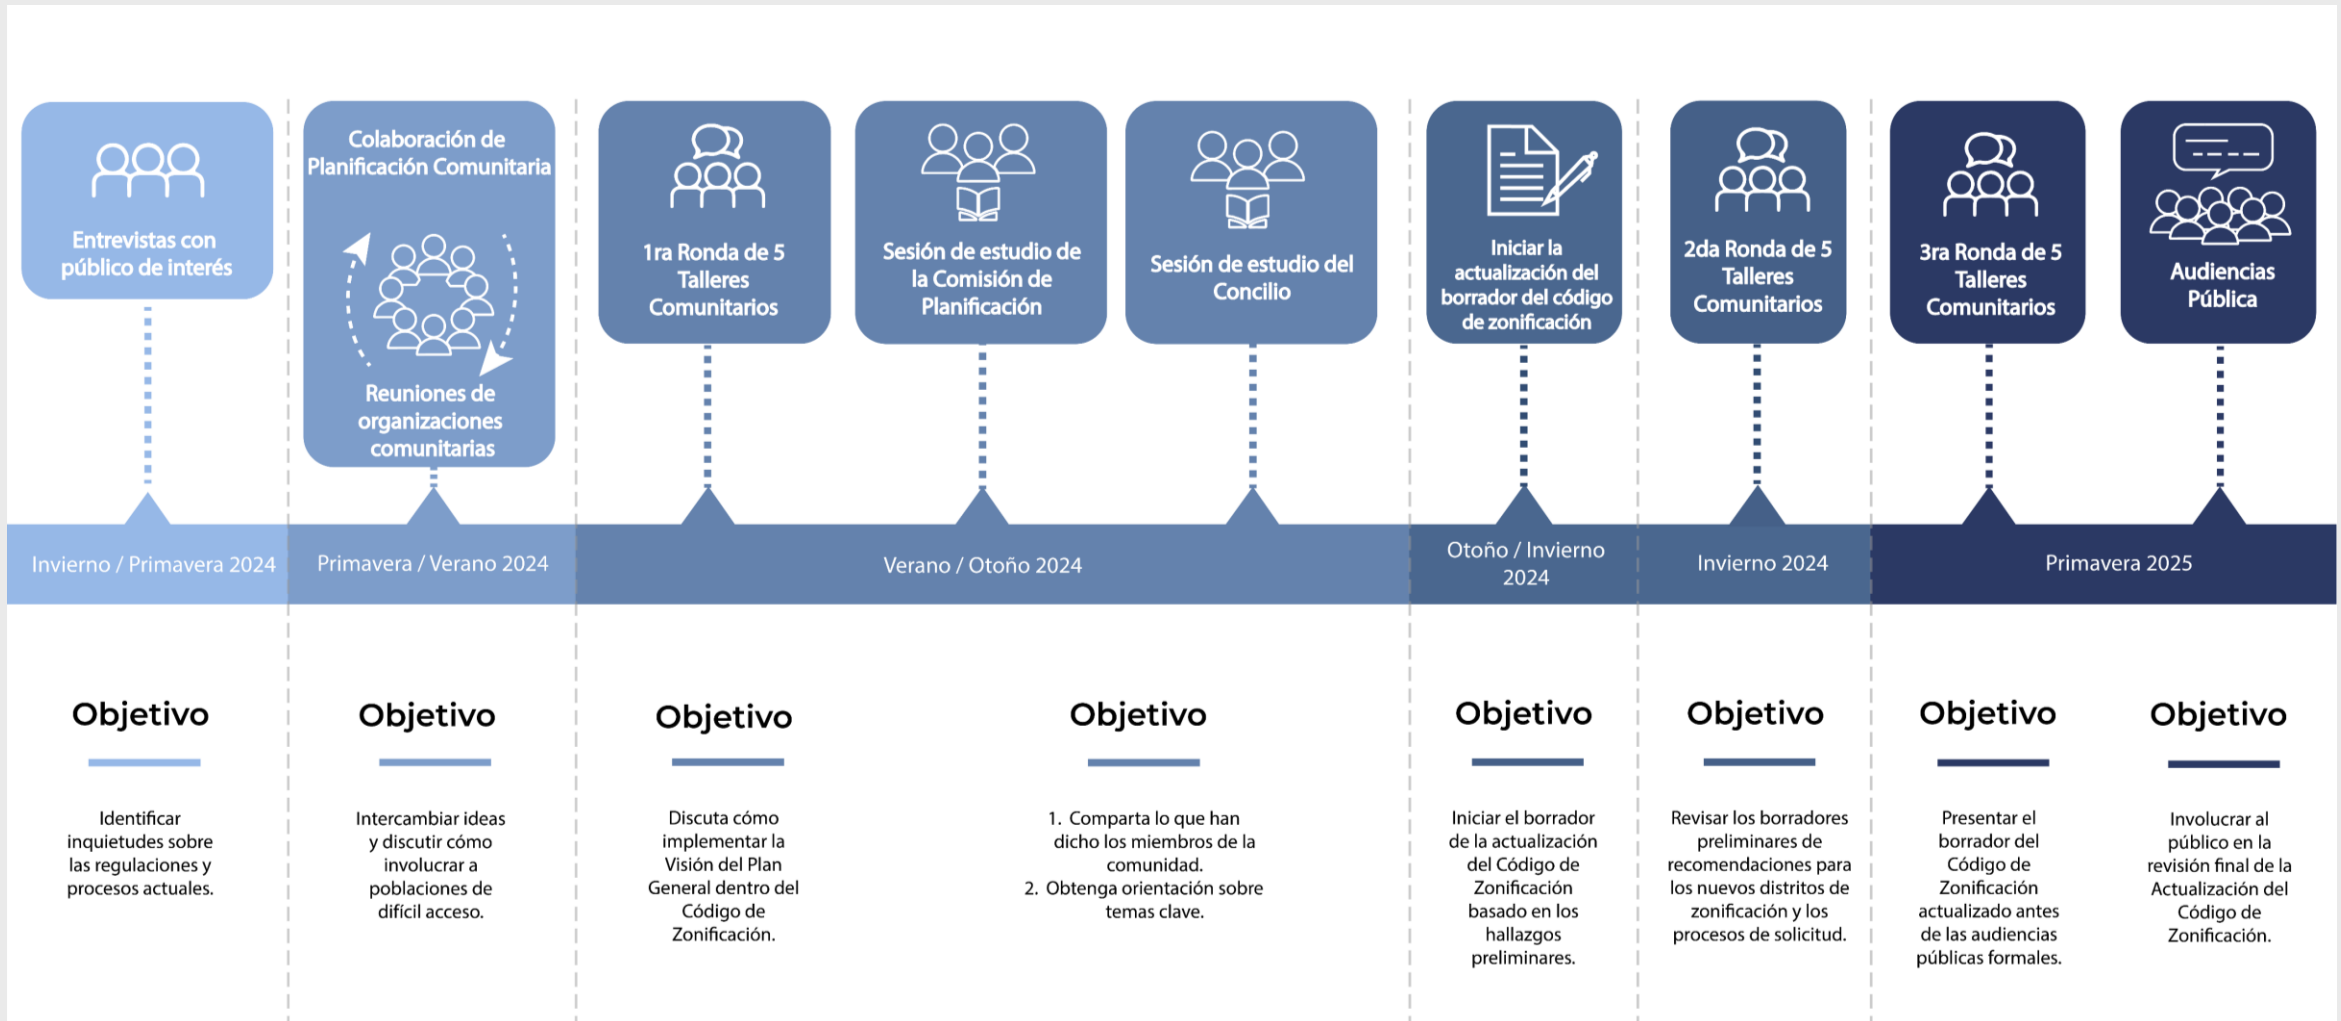 Entrevistas con
público de interés
Colaboración de
Planificación Comunitaria
Reuniones de
organizaciones
comunitarias
1ra Ronda de 5
Talleres
Comunitarios
Sesión de estudio de
la Comisión de
Planificación
Sesión de estudio del
Concilio
Iniciar la
actualización del
borrador del código
de zonificación
2da Ronda de 5
Talleres
Comunitarios
3ra Ronda de 5
Talleres
Comunitarios
Audiencias
Pública
Invierno / Primavera 2024
Primavera / Verano 2024
Verano / Otoño 2024
Otoño / Invierno
2024
Invierno 2024
Primavera 2025
Objetivo
Identificar
inquietudes sobre
las regulaciones y
procesos actuales.
Objetivo
Intercambiar ideas
y discutir cómo
involucrar a
poblaciones de
difícil acceso.
Objetivo
Discuta cómo
implementar la
Visión del Plan
General dentro del
Código de
Zonificación.
Objetivo
1. Comparta lo que han
dicho los miembros de la
comunidad.
2. Obtenga orientación sobre
temas clave.
Objetivo
Iniciar el borrador
de la actualización
del Código de
Zonificación
basado en los
hallazgos
preliminares.
Objetivo
Revisar los borradores
preliminares de
recomendaciones para
los nuevos distritos de
zonificación y los
procesos de solicitud.
Objetivo
Presentar el
borrador del
Código de
Zonificación
actualizado antes
de las audiencias
públicas formales.
Objetivo
Involucrar al
público en la
revisión final de la
Actualización del
Código de
Zonificación.